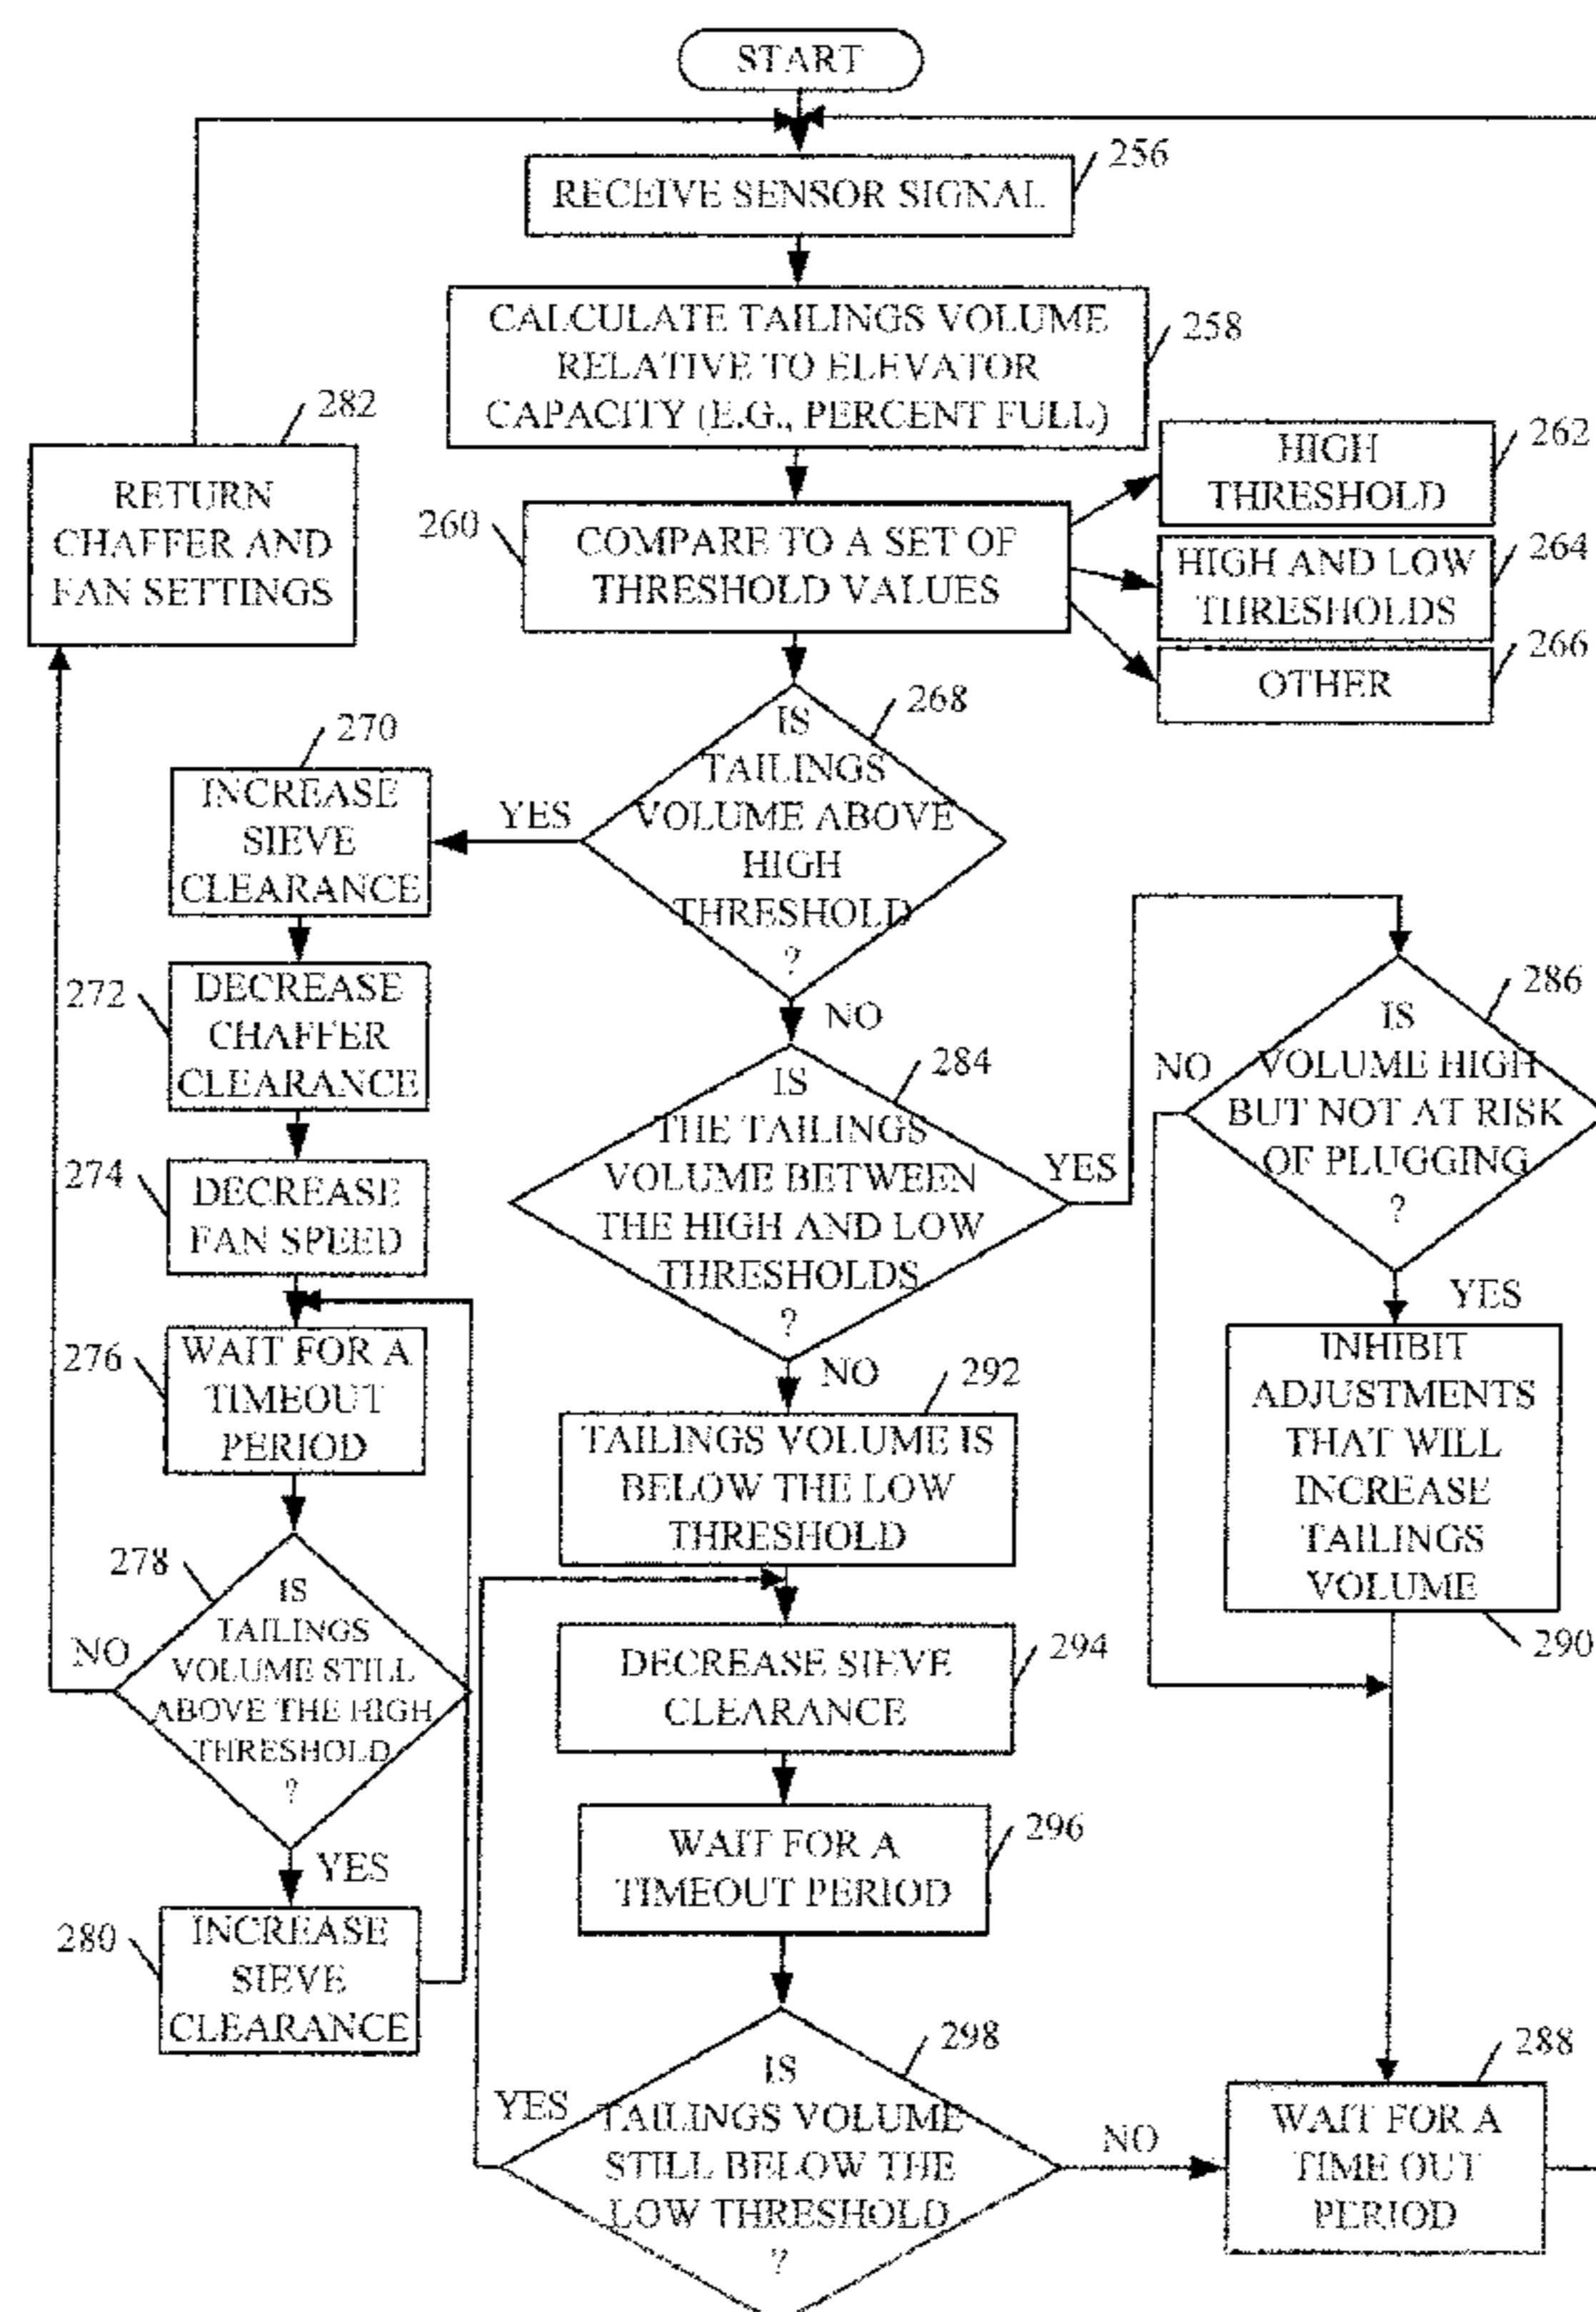 START
256
RECEIVE SENSOR SIGNAL
CALCULATE TAILINGS VOLUME
RELATIVE TO ELEVATOR
CAPACITY (E.G., PERCENT FULL)
258
282
RETURN
CHAFFER AND
FAN SETTINGS
260
COMPARE TO A SET OF
THRESHOLD VALUES
HIGH
THRESHOLD
262
HIGH AND LOW
THRESHOLDS
264
OTHER
266
268
IS
TAILINGS
VOLUME ABOVE
HIGH
THRESHOLD
?
YES
NO
270
INCREASE
SIEVE
CLEARANCE
272
DECREASE
CHAFFER
CLEARANCE
274
DECREASE
FAN SPEED
276
WAIT FOR A
TIMEOUT
PERIOD
278
IS
TAILINGS
VOLUME STILL
ABOVE THE HIGH
THRESHOLD
?
NO
YES
280
INCREASE
SIEVE
CLEARANCE
284
IS
THE TAILINGS
VOLUME BETWEEN
THE HIGH AND LOW
THRESHOLDS
?
YES
NO
286
IS
VOLUME HIGH
BUT NOT AT RISK
OF PLUGGING
?
NO
YES
INHIBIT
ADJUSTMENTS
THAT WILL
INCREASE
TAILINGS
VOLUME
290
292
TAILINGS VOLUME IS
BELOW THE LOW
THRESHOLD
DECREASE SIEVE
CLEARANCE
294
WAIT FOR A
TIMEOUT PERIOD
296
298
IS
TAILINGS VOLUME
STILL BELOW THE
LOW THRESHOLD
?
YES
NO
288
WAIT FOR A
TIME OUT
PERIOD